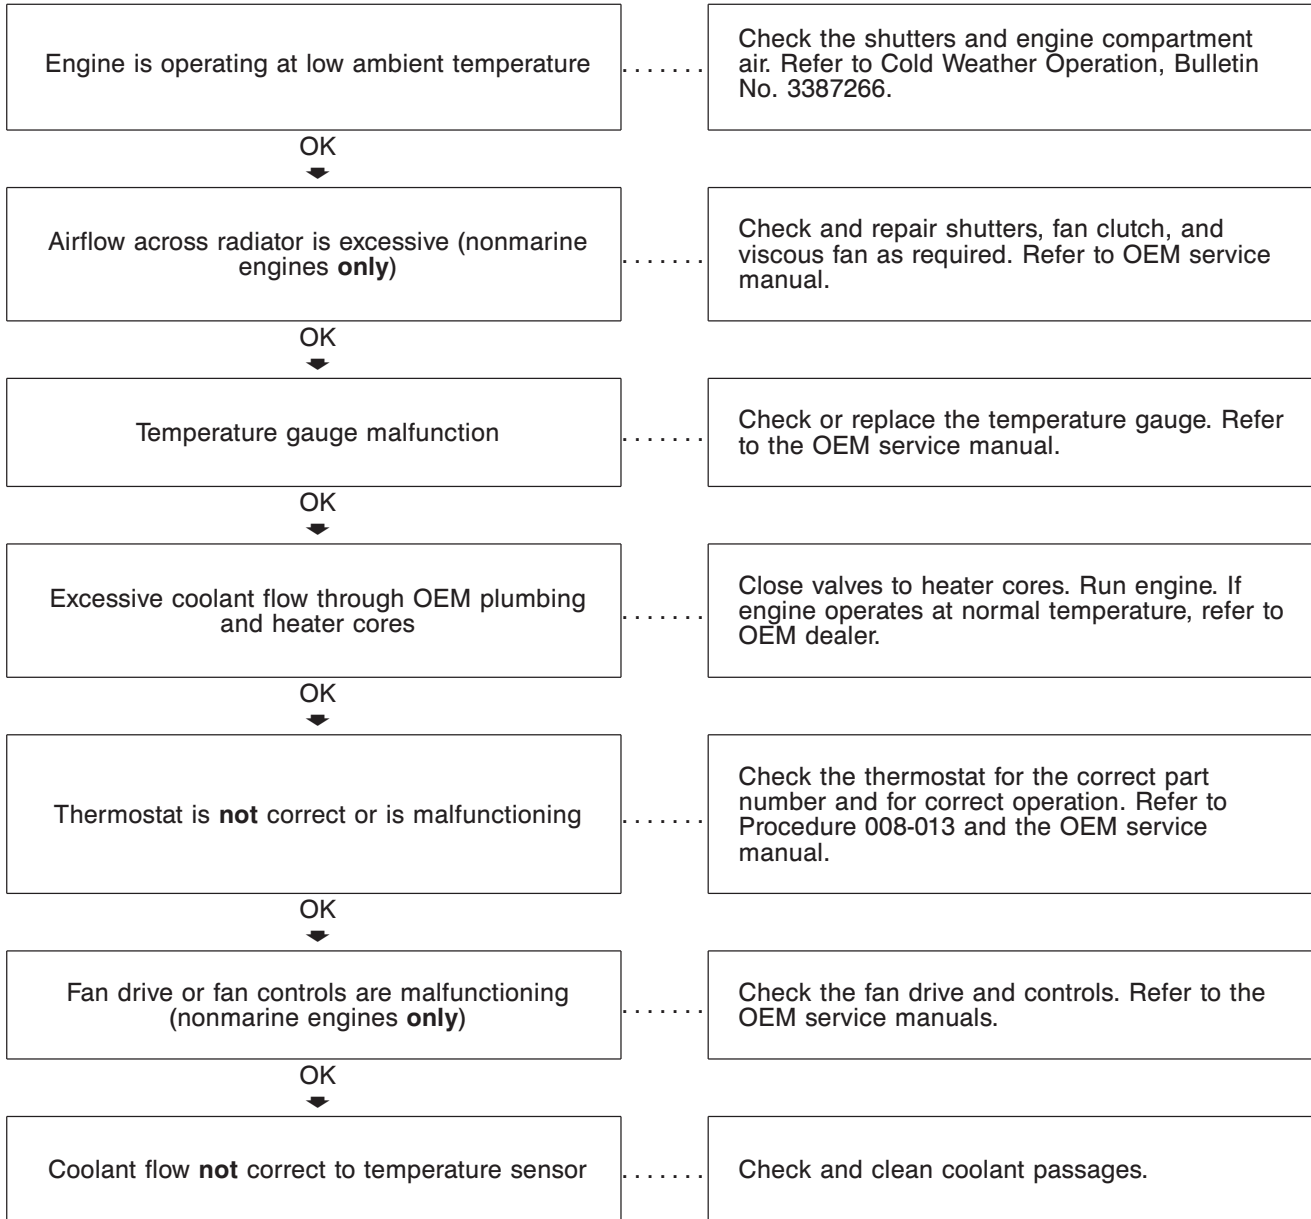 Engine is operating at low ambient temperature
.......
Check the shutters and engine compartment
air. Refer to Cold Weather Operation, Bulletin
No. 3387266.
OK
Airflow across radiator is excessive (nonmarine
engines only)
.......
Check and repair shutters, fan clutch, and
viscous fan as required. Refer to OEM service
manual.
OK
Temperature gauge malfunction
.......
Check or replace the temperature gauge. Refer
to the OEM service manual.
OK
Excessive coolant flow through OEM plumbing
and heater cores
.......
Close valves to heater cores. Run engine. If
engine operates at normal temperature, refer to
OEM dealer.
OK
Thermostat is not correct or is malfunctioning
.......
Check the thermostat for the correct part
number and for correct operation. Refer to
Procedure 008-013 and the OEM service
manual.
OK
Fan drive or fan controls are malfunctioning
(nonmarine engines only)
.......
Check the fan drive and controls. Refer to the
OEM service manuals.
OK
Coolant flow not correct to temperature sensor
.......
Check and clean coolant passages.